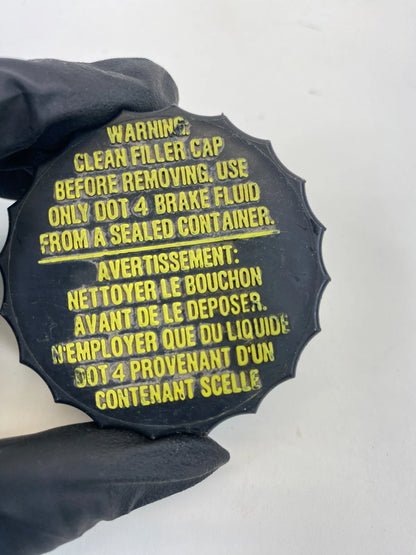 WARNING:
CLEAN FILLER CAP
BEFORE REMOVING. USE
ONLY DOT 4 BRAKE FLUID
FROM A SEALED CONTAINER.
AVERTISSEMENT:
NETTOYER LE BOUCHON
AVANT DE LE DEPOSER.
N'EMPLOYER QUE DU LIQUIDE
DOT 4 PROVENANT D'UN
CONTENANT SCELLE